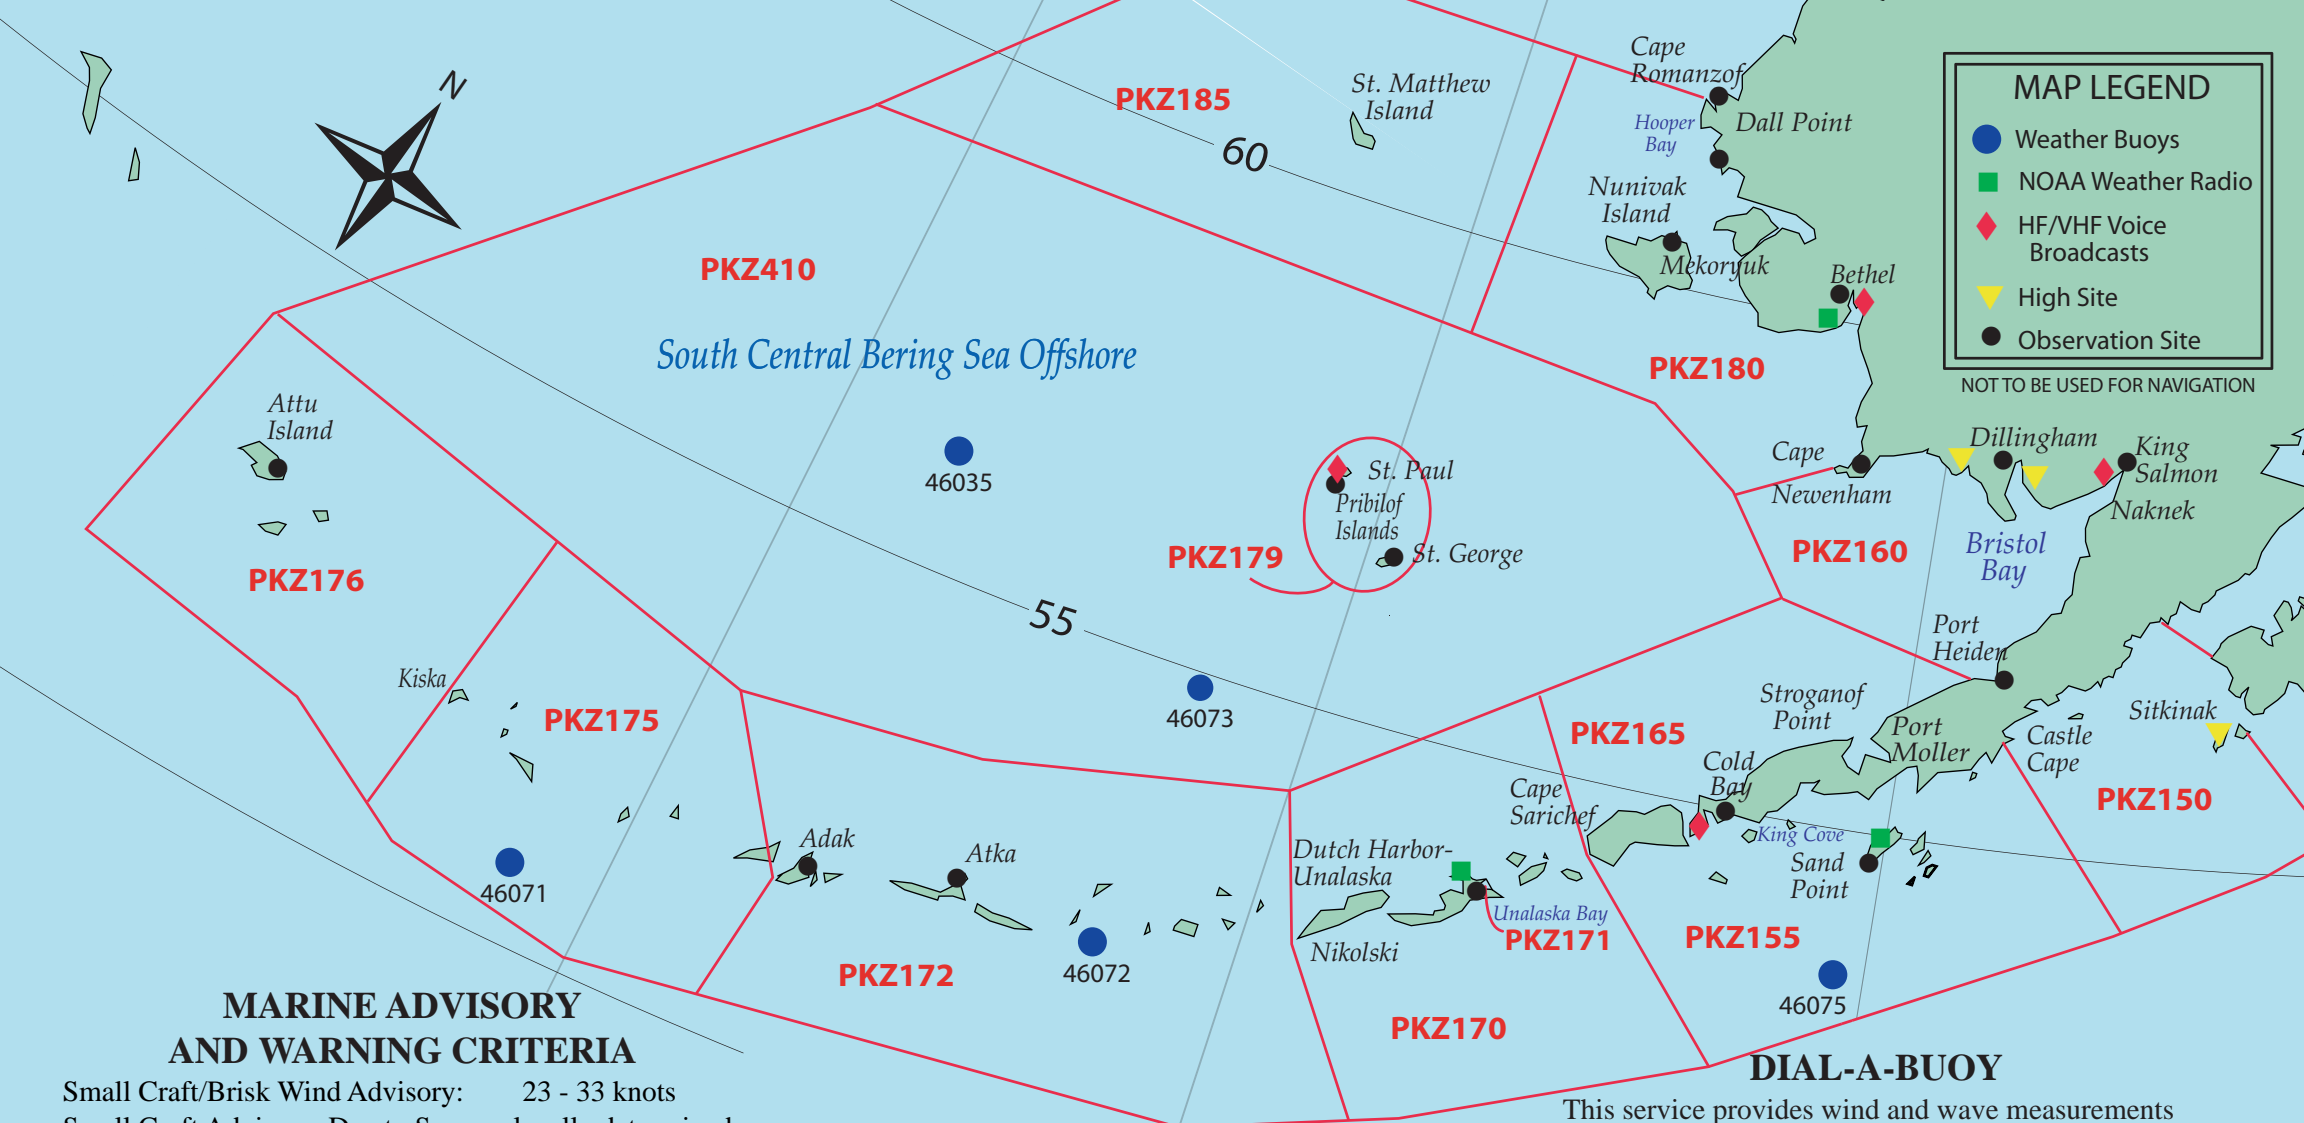 N
PKZ185
St. Matthew
Island
60
Cape
Romanzof
Hooper
Bay
Dall Point
Nunivak
Island
Mekoryuk
Bethel
MAP LEGEND
Weather Buoys
NOAA Weather Radio
HF/VHF Voice
Broadcasts
High Site
Observation Site
NOT TO BE USED FOR NAVIGATION
PKZ410
South Central Bering Sea Offshore
PKZ180
Attu
Island
46035
St. Paul
Pribilof
Islands
St. George
PKZ179
Cape
Newenham
Dillingham
King
Salmon
Naknek
PKZ160
Bristol
Bay
PKZ176
55
Port
Heiden
Kiska
PKZ175
46073
PKZ165
Stroganof
Point
Port
Moller
Sitkinak
Castle
Cape
Cold
Bay
Cape
Sarichef
PKZ150
King Cove
Sand
Point
Adak
Atka
Dutch Harbor-
Unalaska
46071
Unalaska Bay
PKZ171
Nikolski
PKZ155
46072
PKZ172
46075
PKZ170
MARINE ADVISORY
AND WARNING CRITERIA
Small Craft/Brisk Wind Advisory: 23 - 33 knots
DIAL-A-BUOY
This service provides wind and wave measurements